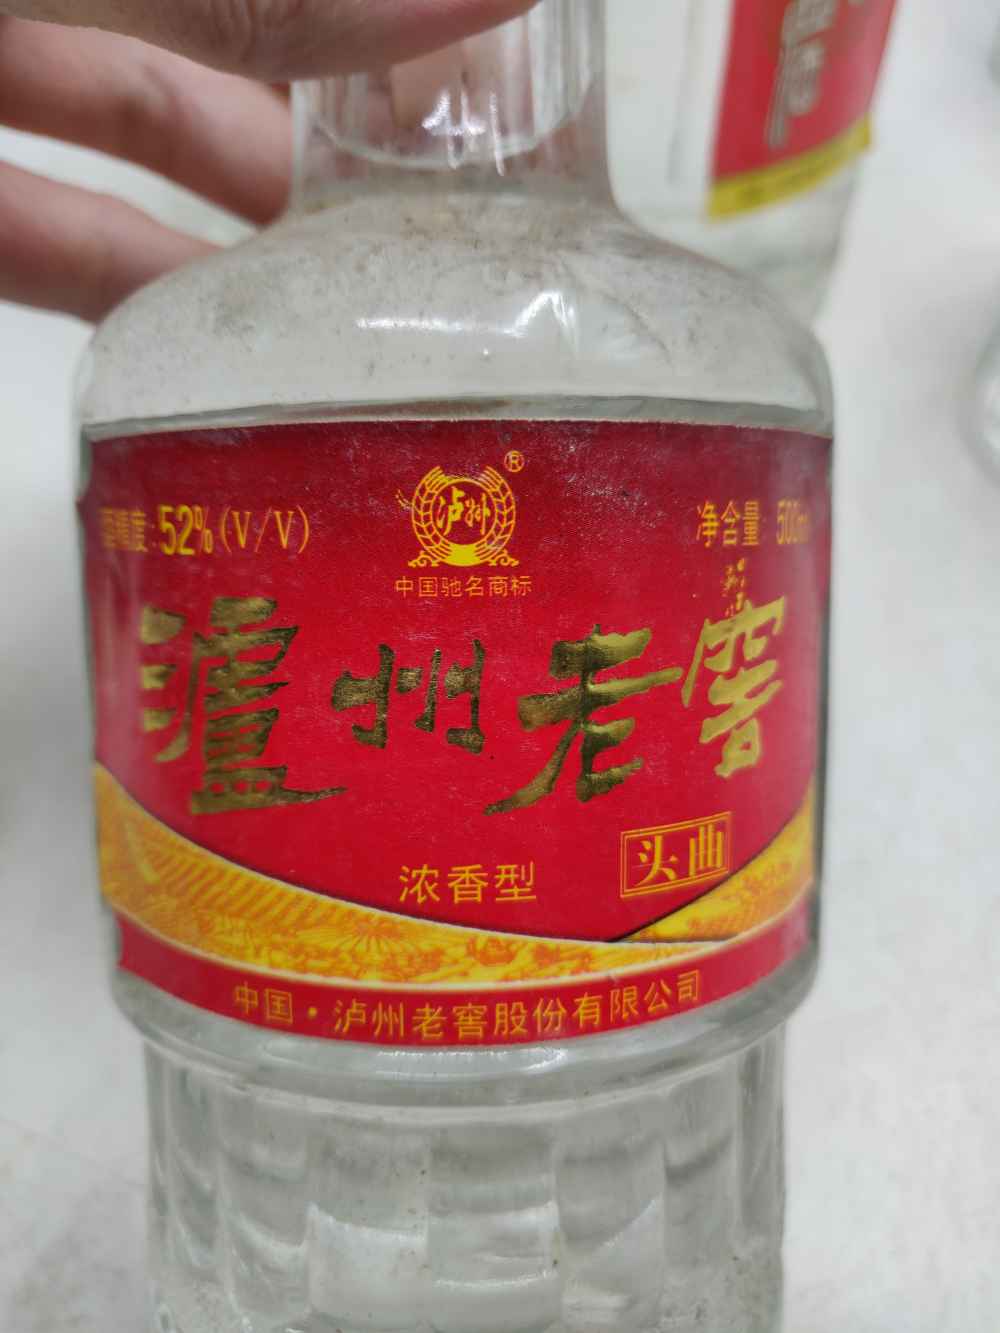 酒精度:52%(V/V)
泸州
®
净含量:500ml
中国驰名商标
泸州老窖
浓香型
头曲
中国·泸州老窖股份有限公司